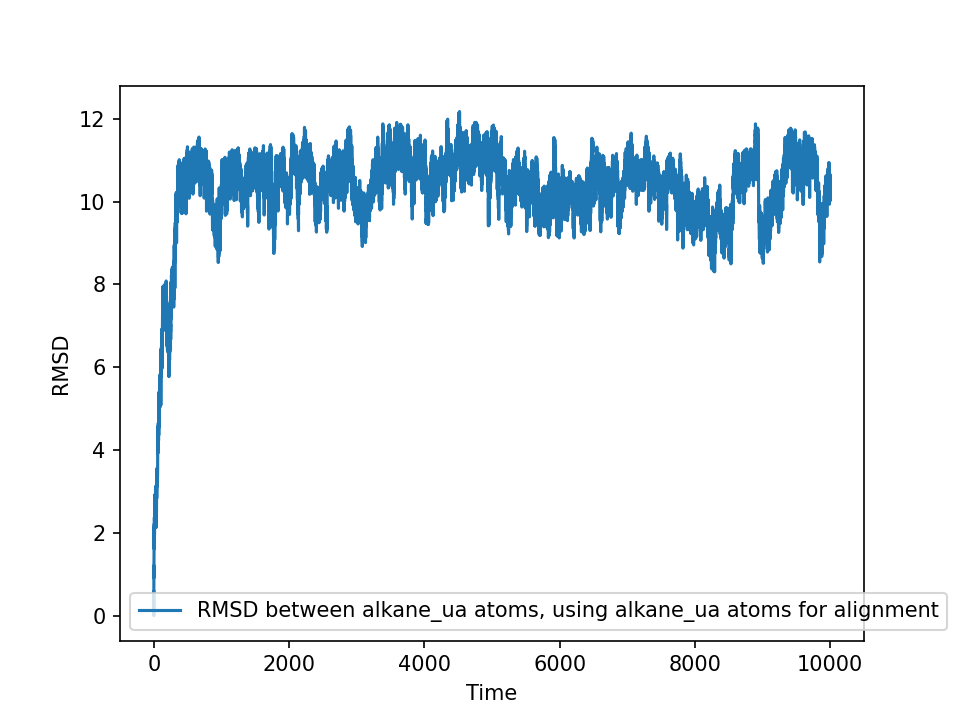 12
10
8
6
4
2
0
RMSD
RMSD between alkane_ua atoms, using alkane_ua atoms for alignment
0 2000 4000 6000 8000 10000
Time